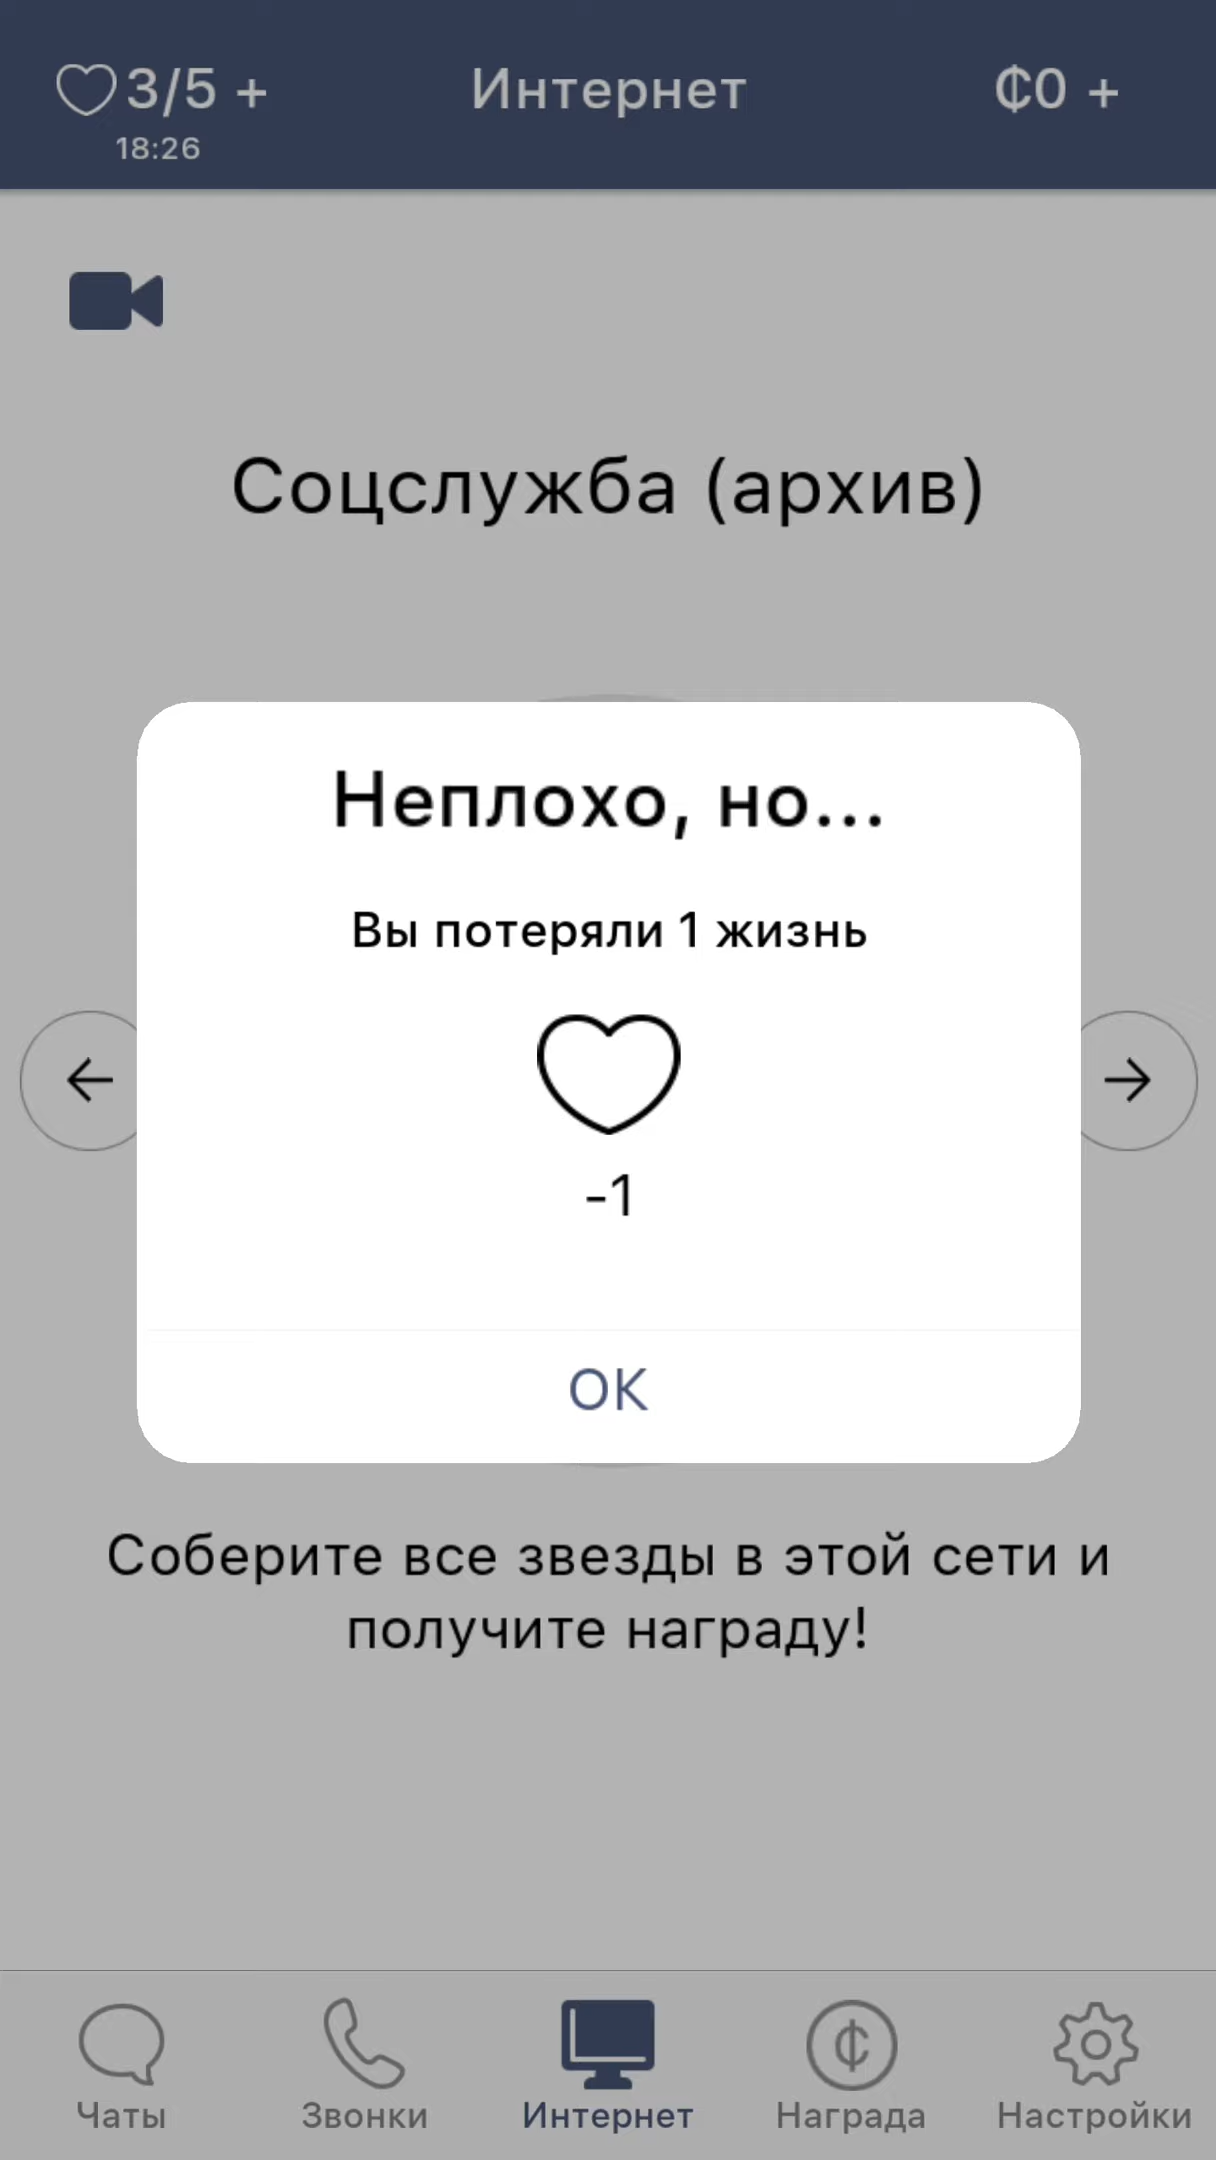 3/5 +
Интернет
₵0 +
18:26
Соцслужба (архив)
Неплохо, но...
Вы потеряли 1 жизнь
-1
OK
Соберите все звезды в этой сети и
получите награду!
Чаты
Звонки
Интернет
Награда
Настройки